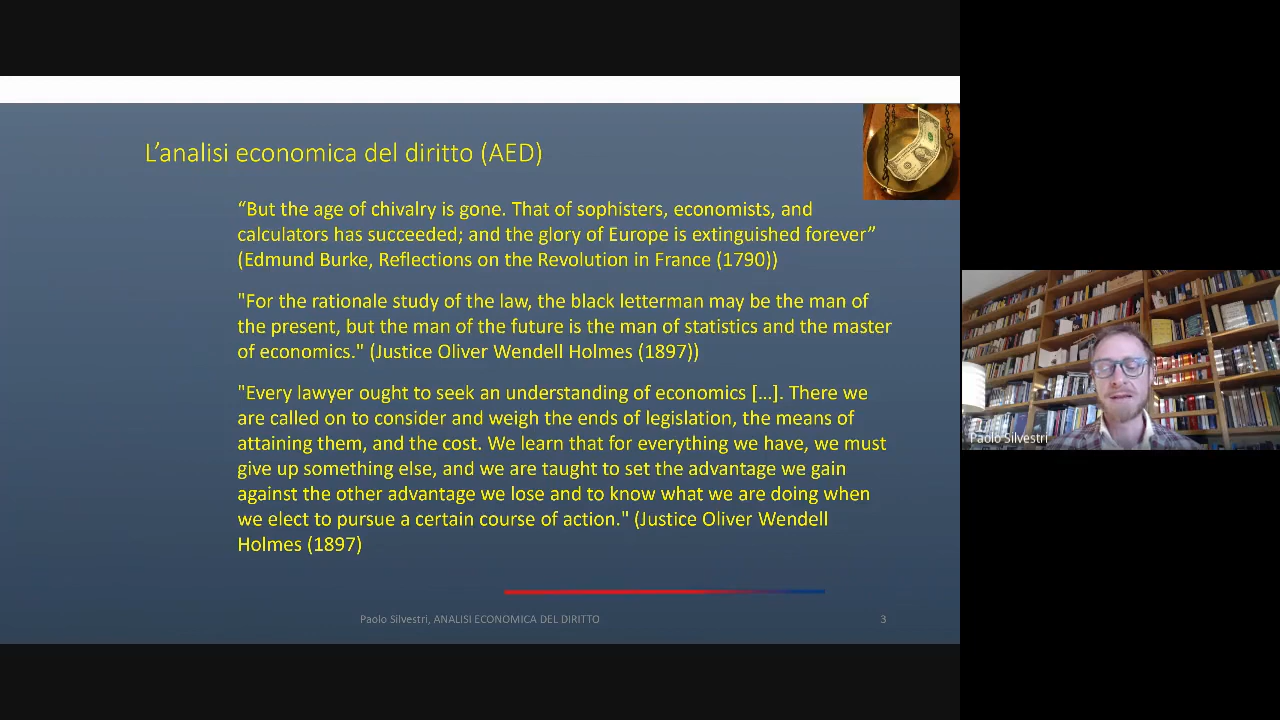 L’analisi economica del diritto (AED)
“But the age of chivalry is gone. That of sophisters, economists, and
calculators has succeeded; and the glory of Europe is extinguished forever”
(Edmund Burke, Reflections on the Revolution in France (1790))
"For the rationale study of the law, the black letterman may be the man of
the present, but the man of the future is the man of statistics and the master
of economics." (Justice Oliver Wendell Holmes (1897))
"Every lawyer ought to seek an understanding of economics […]. There we
are called on to consider and weigh the ends of legislation, the means of
attaining them, and the cost. We learn that for everything we have, we must
give up something else, and we are taught to set the advantage we gain
against the other advantage we lose and to know what we are doing when
we elect to pursue a certain course of action." (Justice Oliver Wendell
Holmes (1897)
Paolo Silvestri, ANALISI ECONOMICA DEL DIRITTO
3
Paolo Silvestri